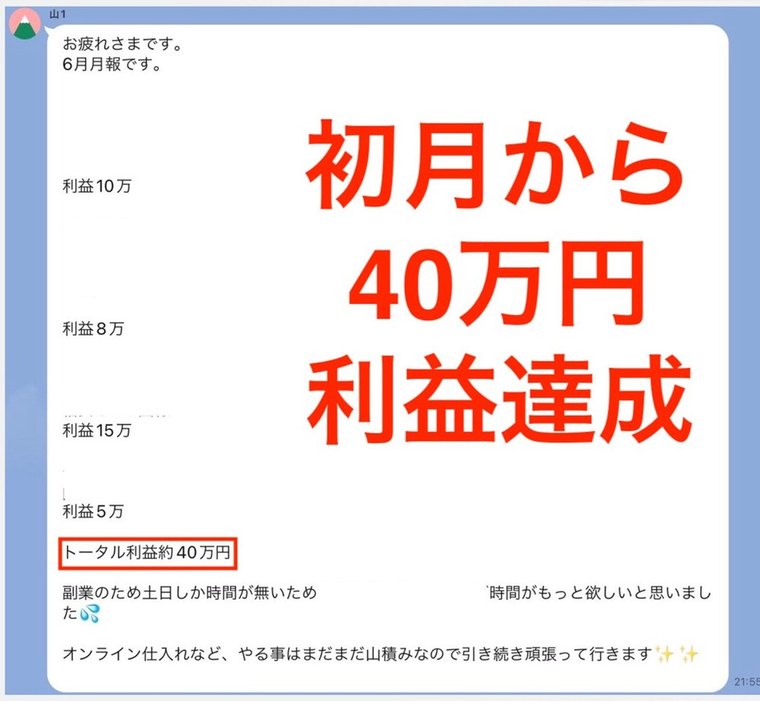 山1
お疲れさまです。
6月月報です。
利益10万
利益8万
利益15万
利益5万
トータル利益約40万円
副業のため土日しか時間が無いため
時間がもっと欲しいと思いまし
た💦
オンライン仕入れなど、やる事はまだまだ山積みなので引き続き頑張って行きます✨✨
21:55
初月から
40万円
利益達成